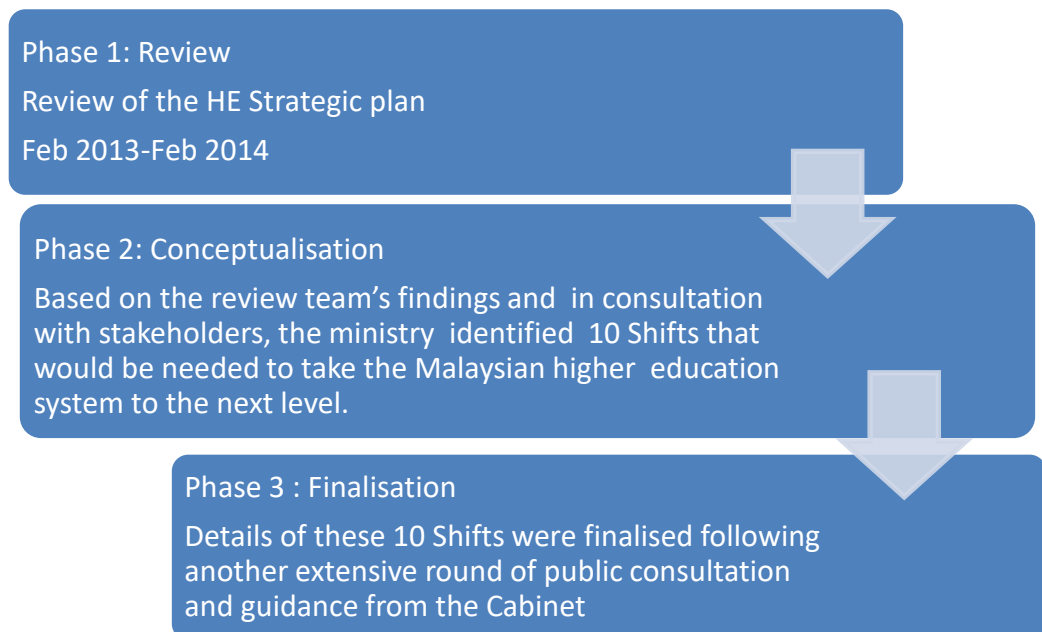 Phase 1: Review
Review of the HE Strategic plan
Feb 2013-Feb 2014
Phase 2: Conceptualisation
Based on the review team’s findings and in consultation
with stakeholders, the ministry identified 10 Shifts that
would be needed to take the Malaysian higher education
system to the next level.
Phase 3 : Finalisation
Details of these 10 Shifts were finalised following
another extensive round of public consultation
and guidance from the Cabinet